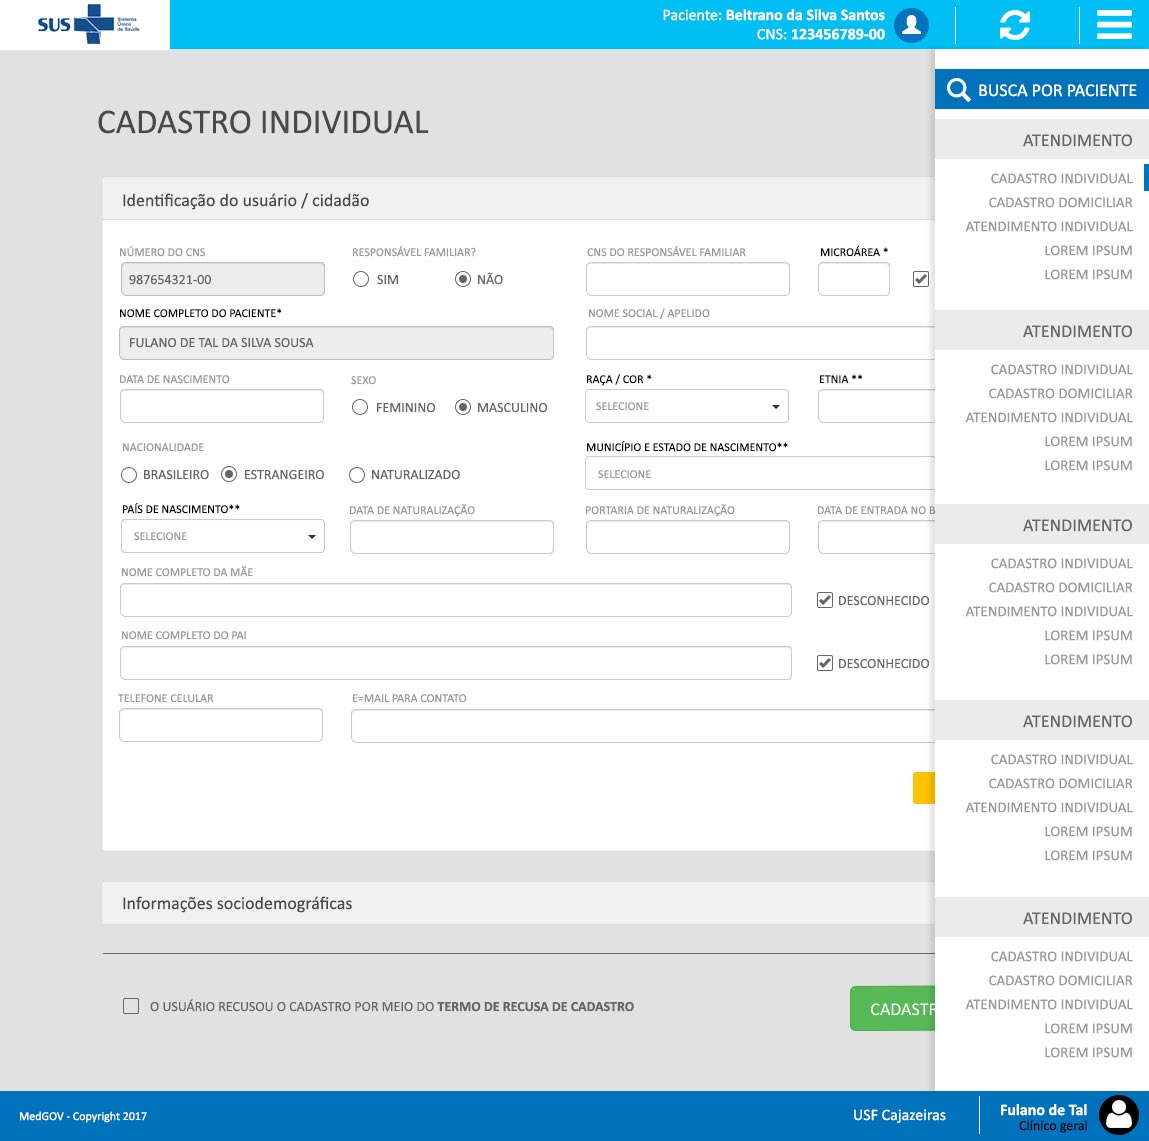 SUS Sistema
Único
de Saúde
Paciente: Beltrano da Silva Santos
CNS: 123456789-00
BUSCA POR PACIENTE
CADASTRO INDIVIDUAL
Identificação do usuário / cidadão
NÚMERO DO CNS
RESPONSÁVEL FAMILIAR?
CNS DO RESPONSÁVEL FAMILIAR
MICROÁREA *
987654321-00
SIM
NÃO
NOME COMPLETO DO PACIENTE*
NOME SOCIAL / APELIDO
FULANO DE TAL DA SILVA SOUSA
DATA DE NASCIMENTO
SEXO
RAÇA / COR *
ETNIA **
FEMININO
MASCULINO
SELECIONE
NACIONALIDADE
MUNICÍPIO E ESTADO DE NASCIMENTO**
BRASILEIRO
ESTRANGEIRO
NATURALIZADO
SELECIONE
PAÍS DE NASCIMENTO**
DATA DE NATURALIZAÇÃO
PORTARIA DE NATURALIZAÇÃO
DATA DE ENTRADA NO B
SELECIONE
NOME COMPLETO DA MÃE
DESCONHECIDO
NOME COMPLETO DO PAI
DESCONHECIDO
TELEFONE CELULAR
E=MAIL PARA CONTATO
Informações sociodemográficas
O USUÁRIO RECUSOU O CADASTRO POR MEIO DO TERMO DE RECUSA DE CADASTRO
CADASTR
ATENDIMENTO
CADASTRO INDIVIDUAL
CADASTRO DOMICILIAR
ATENDIMENTO INDIVIDUAL
LOREM IPSUM
LOREM IPSUM
ATENDIMENTO
CADASTRO INDIVIDUAL
CADASTRO DOMICILIAR
ATENDIMENTO INDIVIDUAL
LOREM IPSUM
LOREM IPSUM
ATENDIMENTO
CADASTRO INDIVIDUAL
CADASTRO DOMICILIAR
ATENDIMENTO INDIVIDUAL
LOREM IPSUM
LOREM IPSUM
ATENDIMENTO
CADASTRO INDIVIDUAL
CADASTRO DOMICILIAR
ATENDIMENTO INDIVIDUAL
LOREM IPSUM
LOREM IPSUM
ATENDIMENTO
CADASTRO INDIVIDUAL
CADASTRO DOMICILIAR
ATENDIMENTO INDIVIDUAL
LOREM IPSUM
LOREM IPSUM
MedGOV - Copyright 2017
USF Cajazeiras
Fulano de Tal
Clínico geral